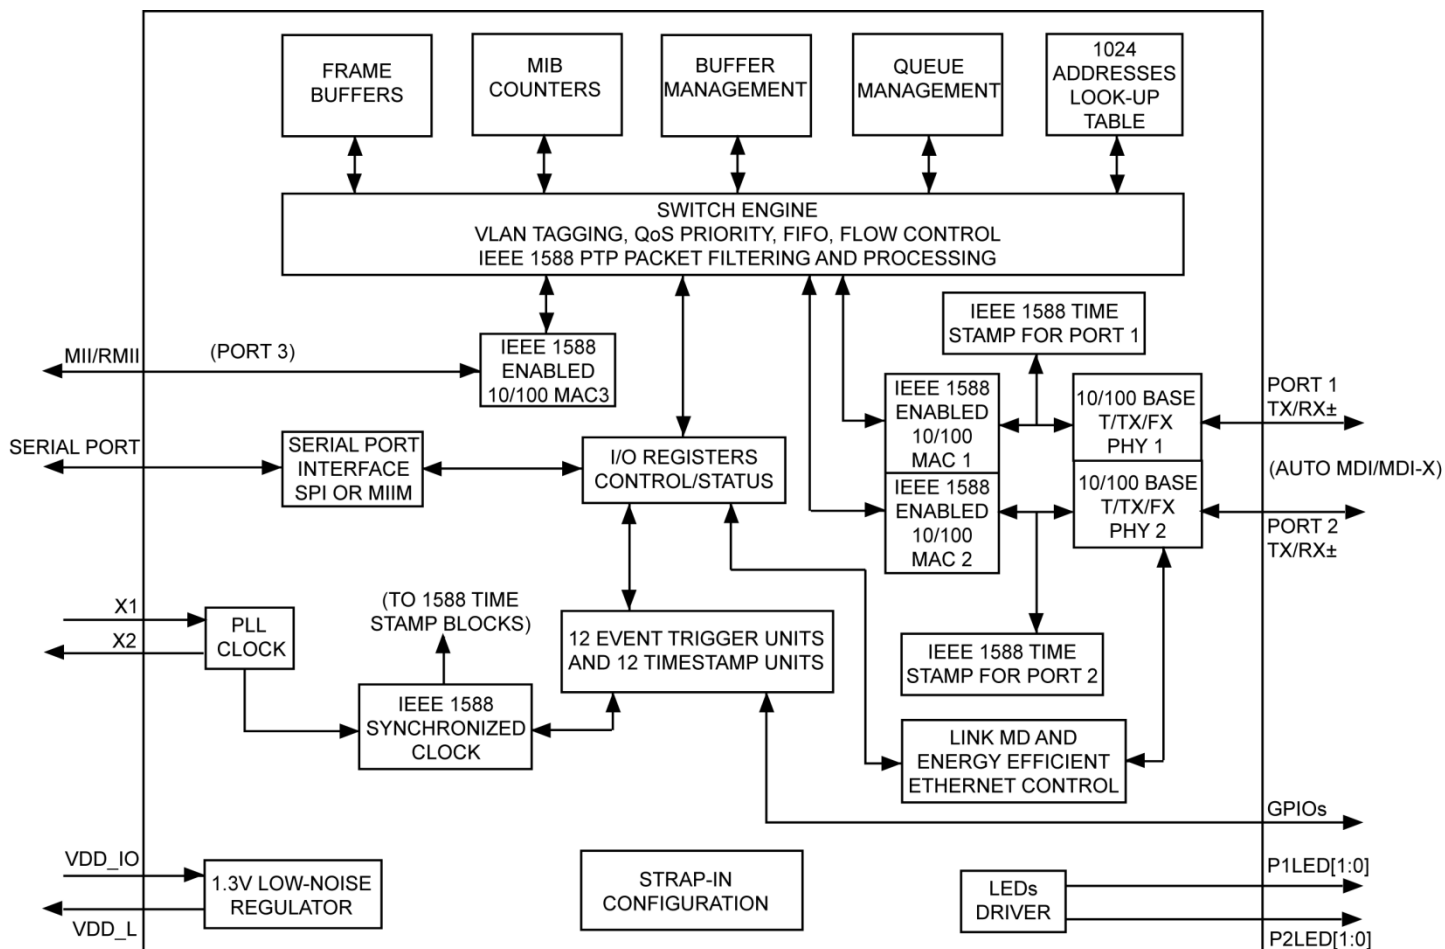 FRAME
BUFFERS
MIB
COUNTERS
BUFFER
MANAGEMENT
QUEUE
MANAGEMENT
1024
ADDRESSES
LOOK-UP
TABLE
SWITCH ENGINE
VLAN TAGGING, QoS PRIORITY, FIFO, FLOW CONTROL
IEEE 1588 PTP PACKET FILTERING AND PROCESSING
MII/RMII
(PORT 3)
IEEE 1588
ENABLED
10/100 MAC3
IEEE 1588 TIME
STAMP FOR PORT 1
IEEE 1588
ENABLED
10/100
MAC 1
10/100 BASE
T/TX/FX
PHY 1
PORT 1
TX/RX±
SERIAL PORT
SERIAL PORT
INTERFACE
SPI OR MIIM
I/O REGISTERS
CONTROL/STATUS
IEEE 1588
ENABLED
10/100
MAC 2
10/100 BASE
T/TX/FX
PHY 2
(AUTO MDI/MDI-X)
PORT 2
TX/RX±
X1
X2
PLL
CLOCK
(TO 1588 TIME
STAMP BLOCKS)
12 EVENT TRIGGER UNITS
AND 12 TIMESTAMP UNITS
IEEE 1588 TIME
STAMP FOR PORT 2
IEEE 1588
SYNCHRONIZED
CLOCK
LINK MD AND
ENERGY EFFICIENT
ETHERNET CONTROL
GPIOs
VDD_IO
VDD_L
1.3V LOW-NOISE
REGULATOR
STRAP-IN
CONFIGURATION
LEDs
DRIVER
P1LED[1:0]
P2LED[1:0]